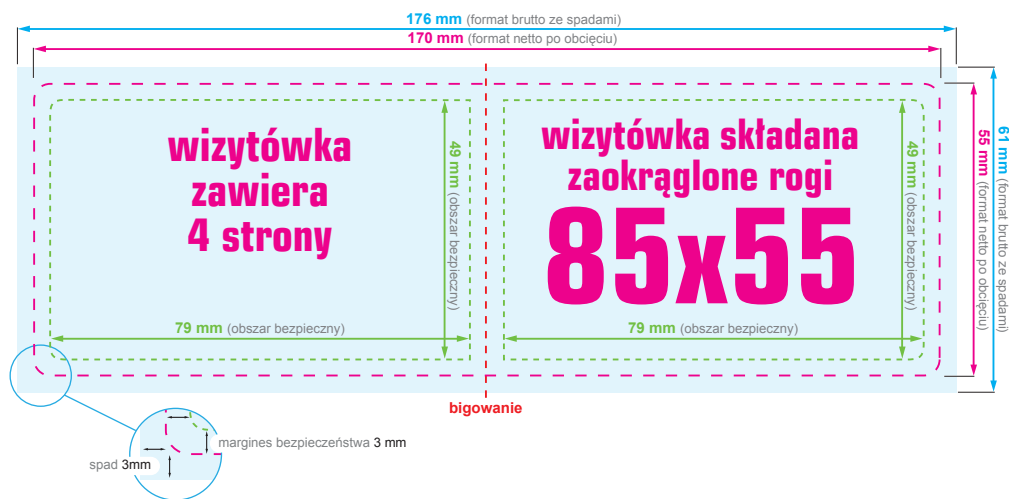 176 mm (format brutto ze spadami)
170 mm (format netto po obcięciu)
wizytówka
zawiera
4 strony
49 mm (obszar bezpieczny)
79 mm (obszar bezpieczny)
wizytówka składana
zaokrąglone rogi
85x55
49 mm (obszar bezpieczny)
79 mm (obszar bezpieczny)
55 mm (format netto po obcięciu)
61 mm (format brutto ze spadami)
bigowanie
margines bezpieczeństwa 3 mm
spad 3mm